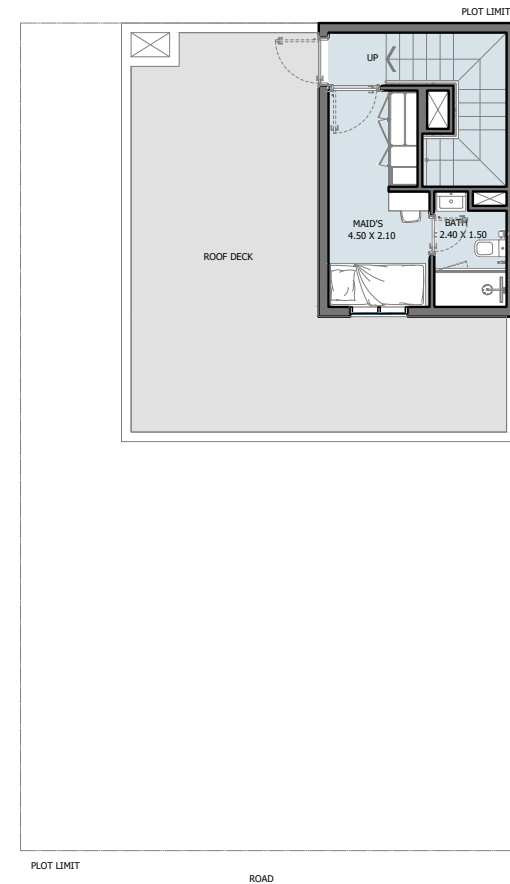 PLOT LIMIT
UP
MAID'S
4.50 X 2.10
BATH
2.40 X 1.50
ROOF DECK
PLOT LIMIT
ROAD